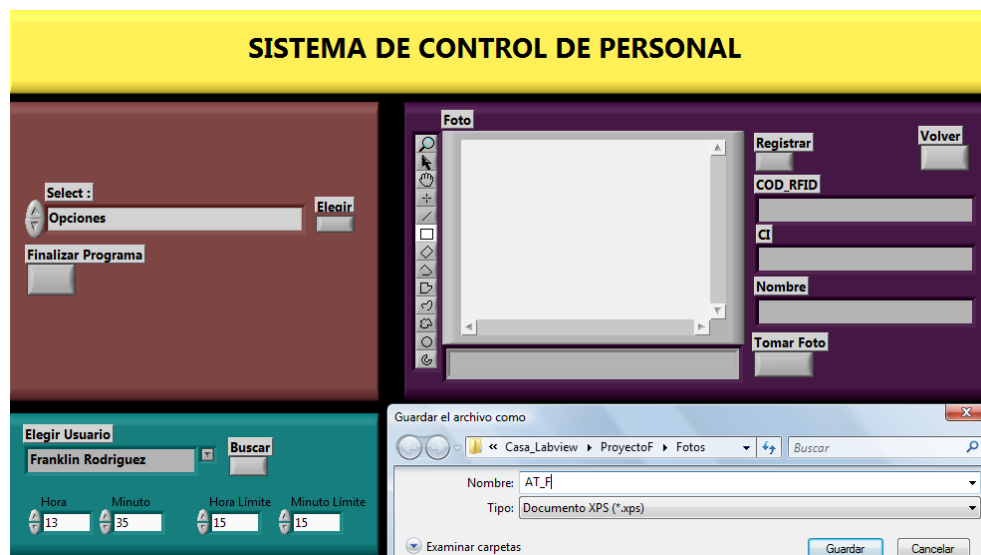 SISTEMA DE CONTROL DE PERSONAL
Select :
Opciones
Elegir
Finalizar Programa
Foto
Registrar
Volver
COD_RFID
CI
Nombre
Tomar Foto
Elegir Usuario
Franklin Rodriguez
Buscar
Hora
Minuto
Hora Límite
Minuto Límite
13
35
15
15
Guardar el archivo como
« Casa_Labview ▸ ProyectoF ▸ Fotos
Buscar
Nombre: AT_F
Tipo: Documento XPS (*.xps)
Examinar carpetas
Guardar
Cancelar